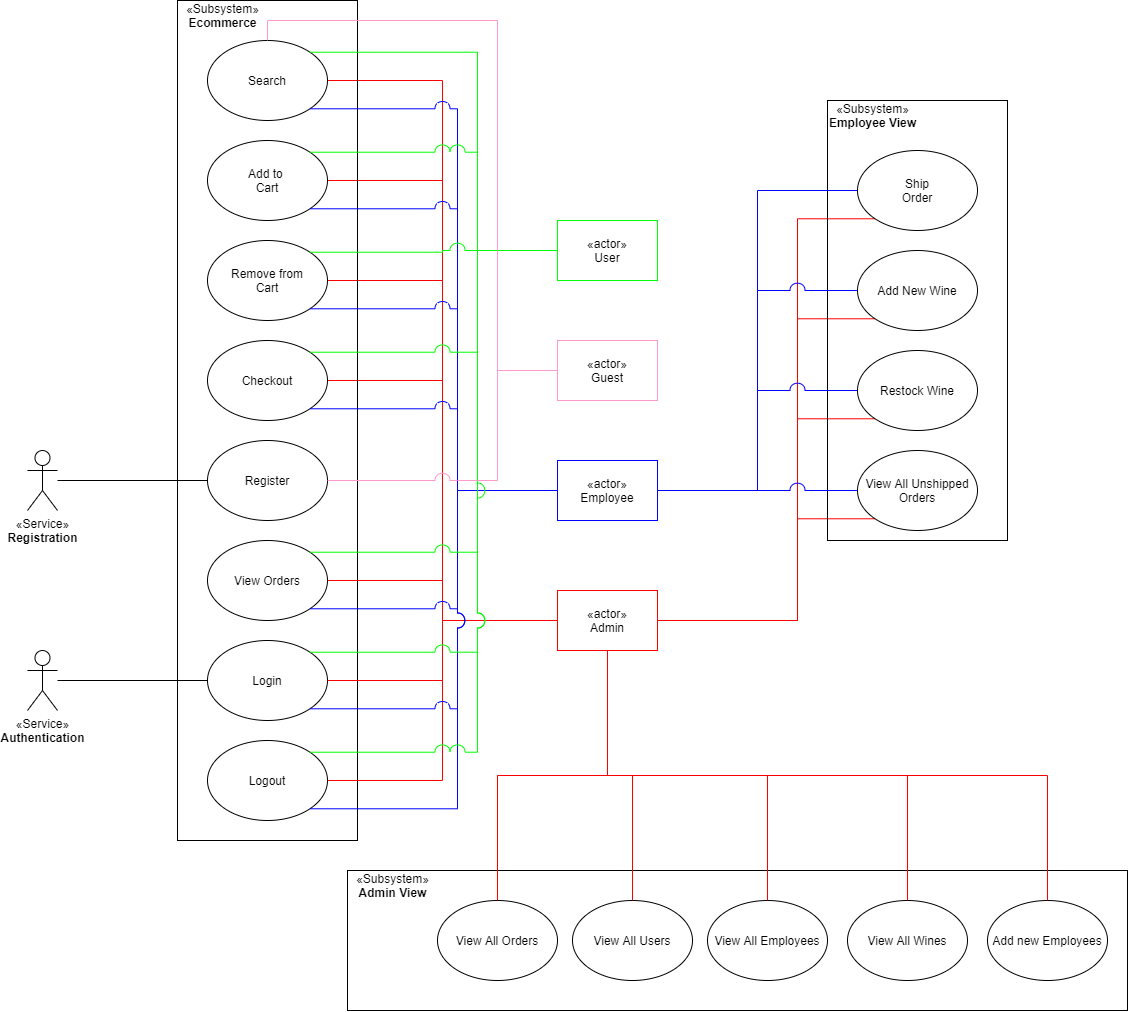 «Subsystem»
Ecommerce
Search
Add to
Cart
Remove from
Cart
Checkout
Register
View Orders
Login
Logout
«Service»
Registration
«Service»
Authentication
«actor»
User
«actor»
Guest
«actor»
Employee
«actor»
Admin
«Subsystem»
Employee View
Ship
Order
Add New Wine
Restock Wine
View All Unshipped
Orders
«Subsystem»
Admin View
View All Orders
View All Users
View All Employees
View All Wines
Add new Employees